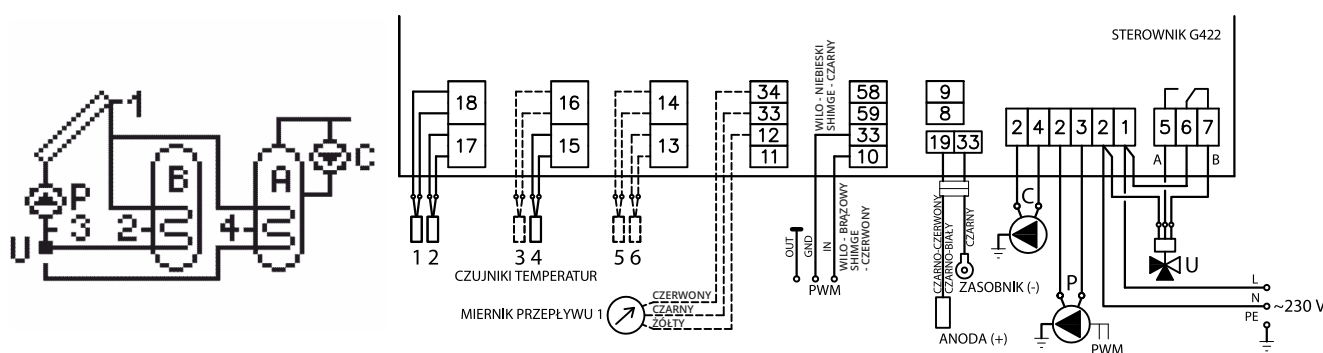 STEROWNIK G422
1
P
3
U
B
2
A
4
C
18
17
16
15
14
13
34
33
12
11
WILO - NIEBIESKI
SHIMGE - CZARNY
58
59
33
10
9
8
19 33
2 4 2 3 2 1
5 6 7
A B
1 2
3 4
5 6
CZUJNIKI TEMPERATUR
MIERNIK PRZEPŁYWU 1
CZERWONY
CZARNY
ŻÓŁTY
OUT
GND
IN
PWM
WILO - BRĄZOWY
SHIMGE
- CZERWONY
CZARNO-CZERWONY
CZARNO-BIAŁY
CZARNY
ZASOBNIK (-)
ANODA (+)
C
P
PWM
U
L
N
PE
~230 V